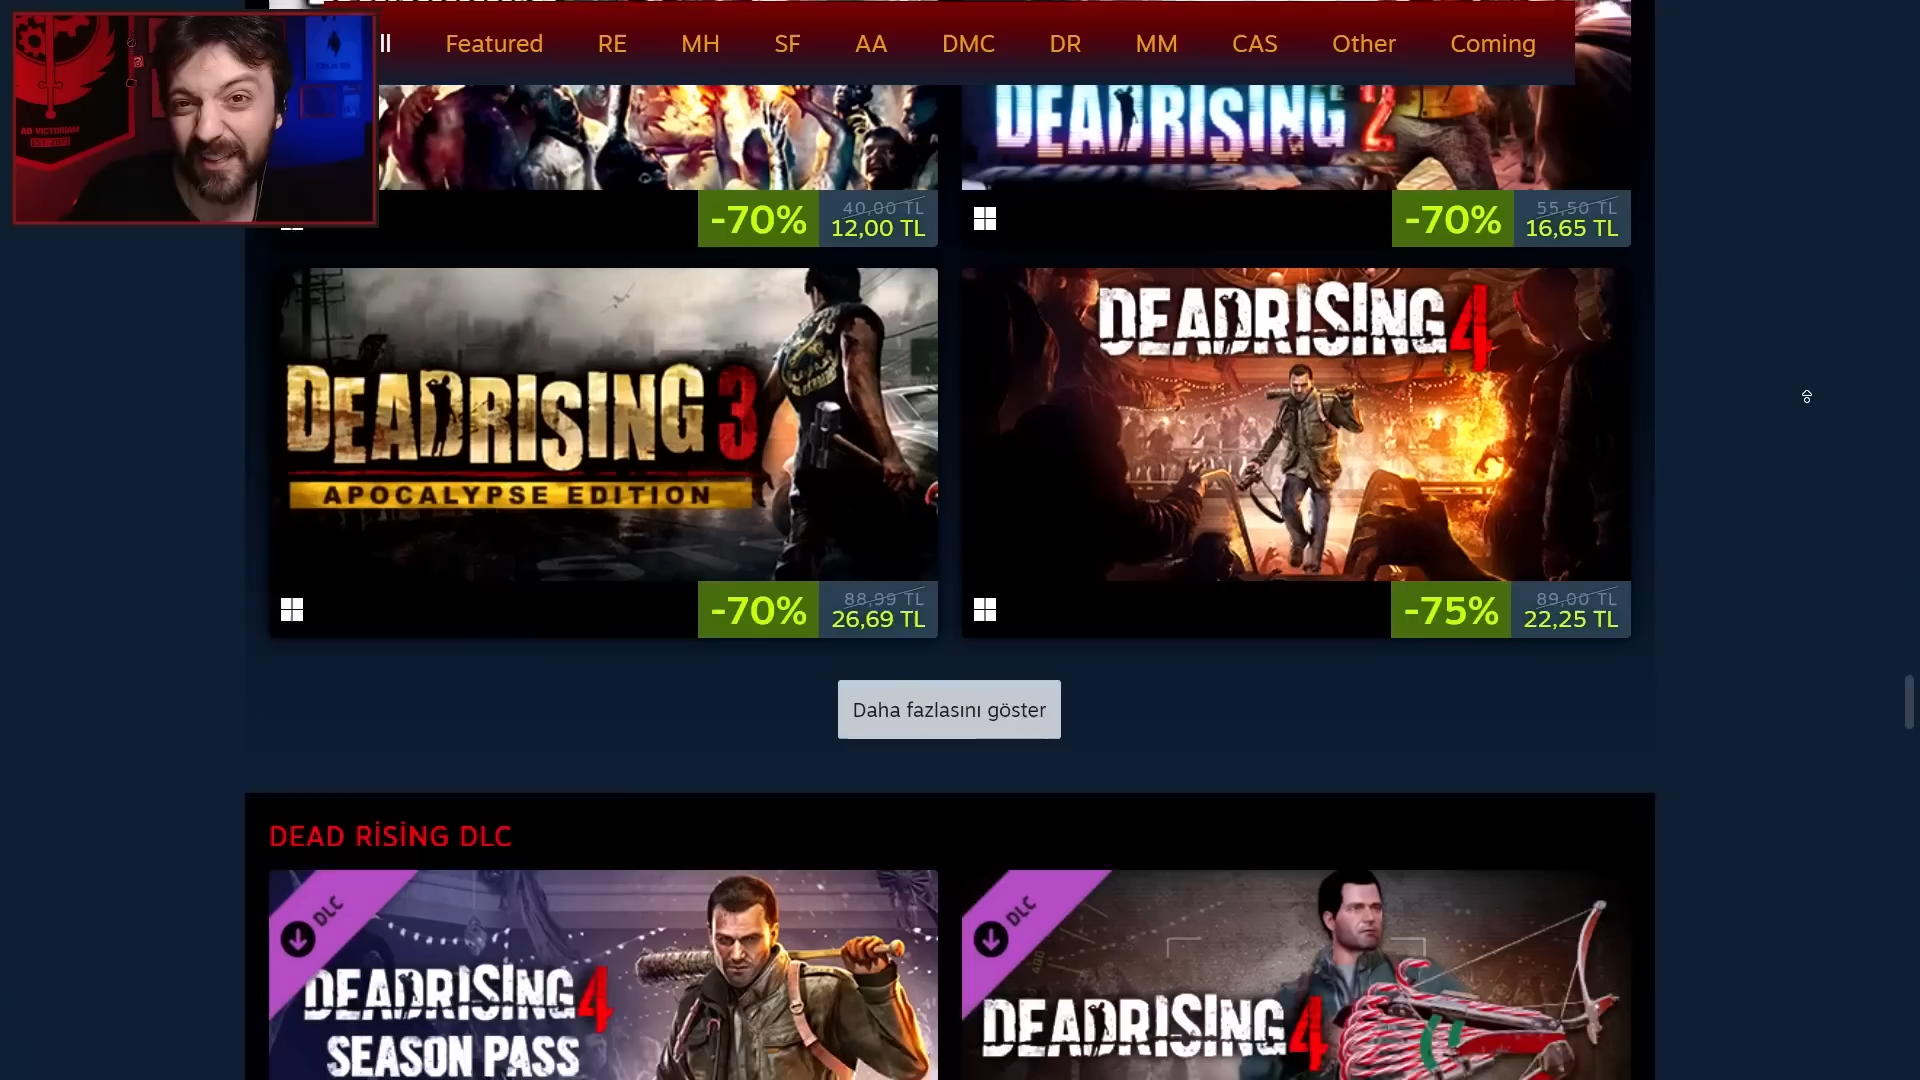 ll Featured RE MH SF AA DMC DR MM CAS Other Coming
AD VICTORIAM
DEADRISING 2
-70% 40,00 TL
12,00 TL
-70% 55,50 TL
16,65 TL
DEADRISING 3
APOCALYPSE EDITION
DEADRISING 4
-70% 88,99 TL
26,69 TL
-75% 89,00 TL
22,25 TL
Daha fazlasını göster
DEAD RİSİNG DLC
DLC
DEADRISING 4
SEASON PASS
DLC
DEADRISING 4